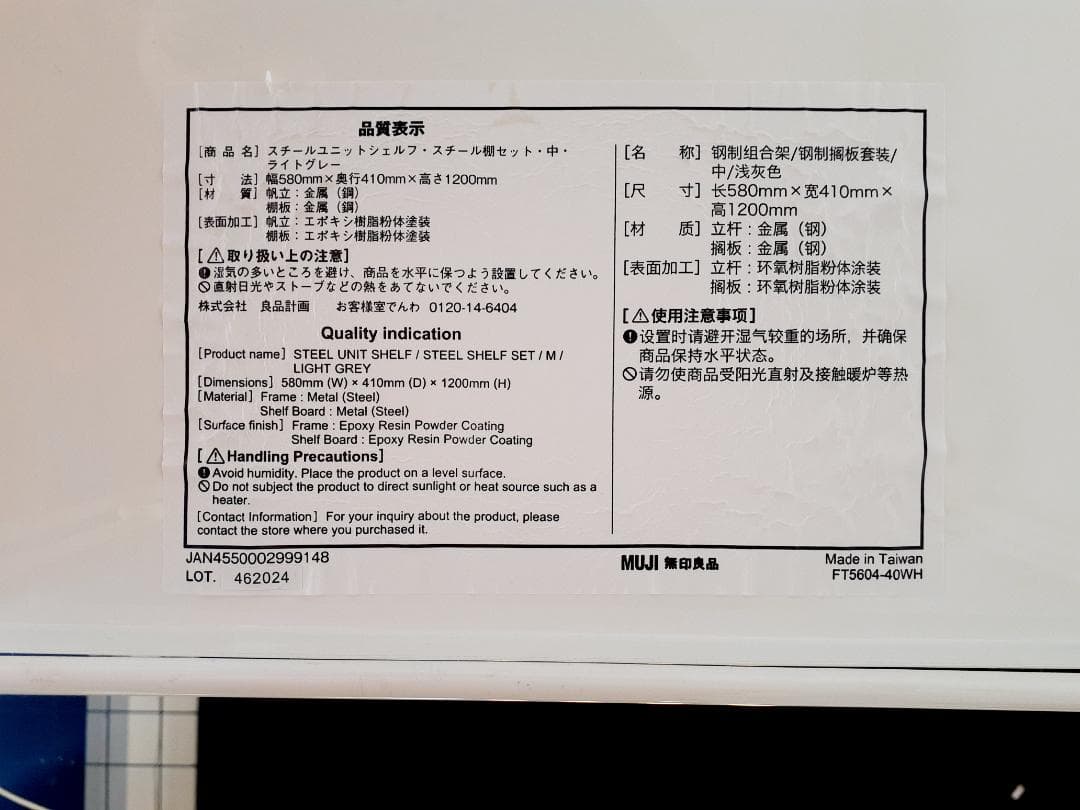 品質表示
[商 品 名] スチールユニットシェルフ・スチール棚セット・中・
ライトグレー
[寸　　法] 幅580mm×奥行410mm×高さ1200mm
[材　　質] 帆立：金属（鋼）
棚板：金属（鋼）
[表面加工] 帆立：エポキシ樹脂粉体塗装
棚板：エポキシ樹脂粉体塗装
[⚠取り扱い上の注意]
❗湿気の多いところを避け、商品を水平に保つよう設置してください。
🚫直射日光やストーブなどの熱をあてないでください。
株式会社　良品計画　　お客様室でんわ 0120-14-6404
Quality indication
[Product name] STEEL UNIT SHELF / STEEL SHELF SET / M /
LIGHT GREY
[Dimensions] 580mm (W) × 410mm (D) × 1200mm (H)
[Material] Frame : Metal (Steel)
Shelf Board : Metal (Steel)
[Surface finish] Frame : Epoxy Resin Powder Coating
Shelf Board : Epoxy Resin Powder Coating
[⚠Handling Precautions]
❗Avoid humidity. Place the product on a level surface.
🚫Do not subject the product to direct sunlight or heat source such as a
heater.
[Contact Information] For your inquiry about the product, please
contact the store where you purchased it.
[名　　称] 钢制组合架/钢制搁板套装/
中/浅灰色
[尺　　寸] 长580mm×宽410mm×
高1200mm
[材　　质] 立杆：金属（钢）
搁板：金属（钢）
[表面加工] 立杆：环氧树脂粉体涂装
搁板：环氧树脂粉体涂装
[⚠使用注意事项]
❗设置时请避开湿气较重的场所，并确保
商品保持水平状态。
🚫请勿使商品受阳光直射及接触暖炉等热
源。
JAN4550002999148
LOT. 462024
MUJI 無印良品
Made in Taiwan
FT5604-40WH